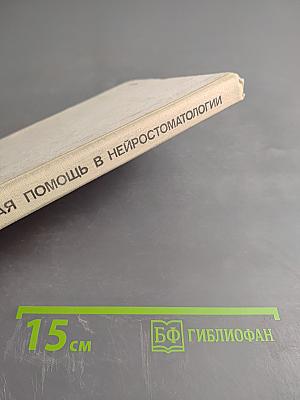 АЯ ПОМОЩЬ В НЕЙРОСТОМАТОЛОГИИ
15 см
БФ ГИБЛИОФАН